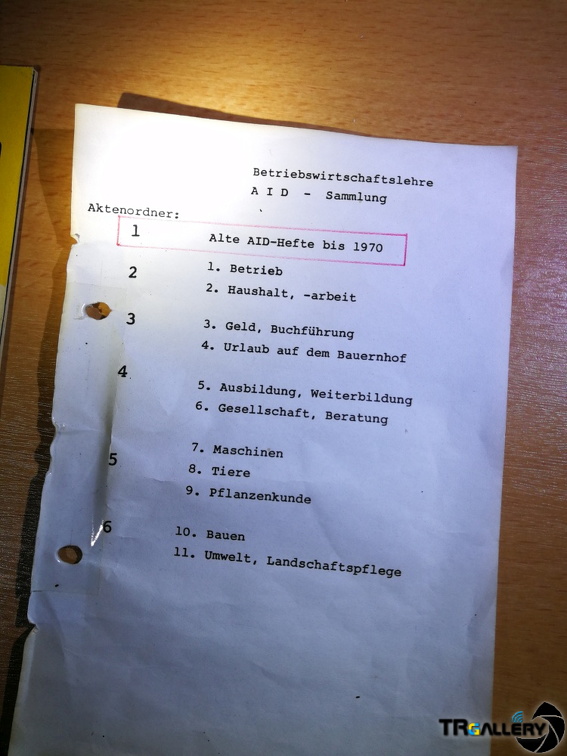 Betriebswirtschaftslehre
A I D - Sammlung
Aktenordner:
1 Alte AID-Hefte bis 1970
2 1. Betrieb
2. Haushalt, -arbeit
3 3. Geld, Buchführung
4. Urlaub auf dem Bauernhof
4 5. Ausbildung, Weiterbildung
6. Gesellschaft, Beratung
7. Maschinen
5 8. Tiere
9. Pflanzenkunde
6 10. Bauen
11. Umwelt, Landschaftspflege
TRGALLERY